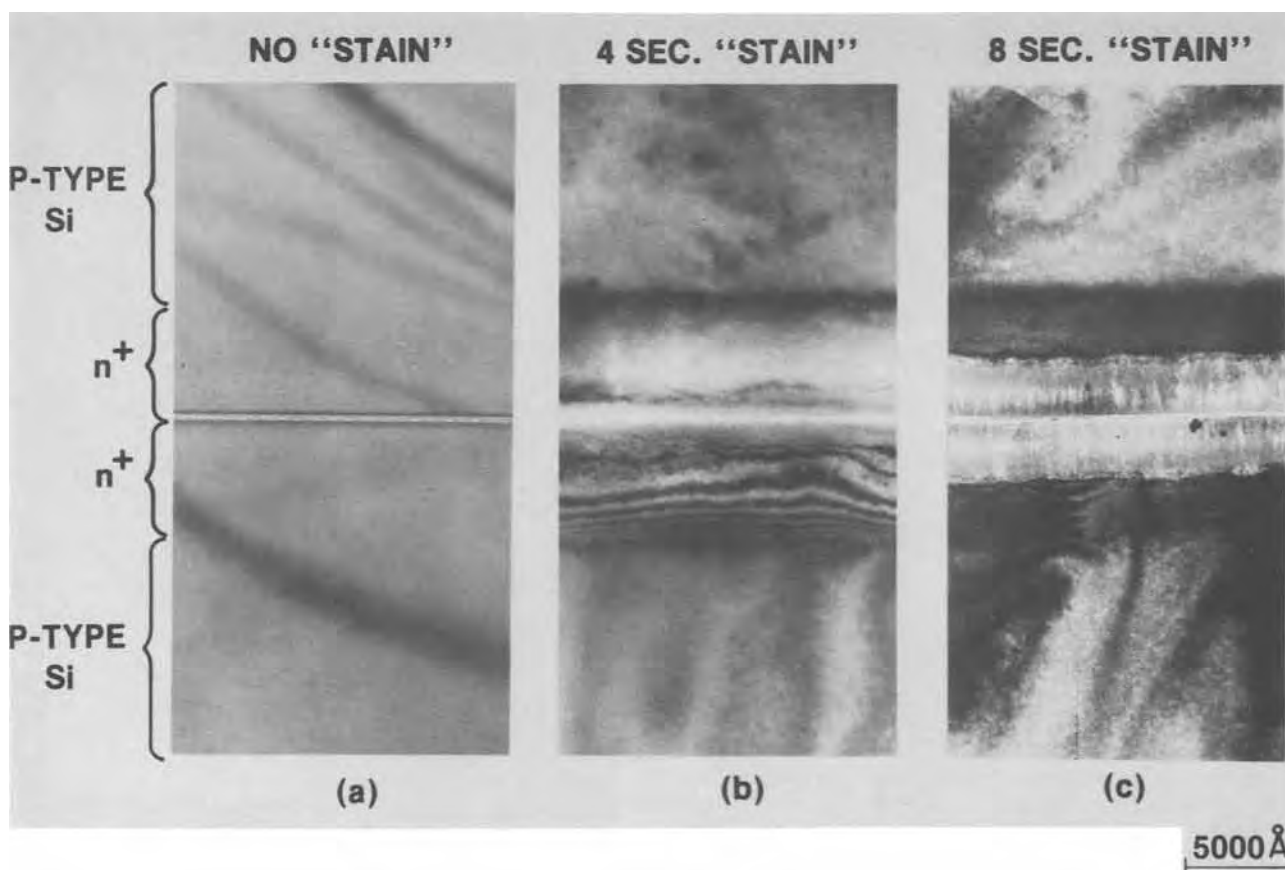 NO “STAIN”
4 SEC. “STAIN”
8 SEC. “STAIN”
P-TYPE
Si
n+
n+
P-TYPE
Si
(a)
(b)
(c)
5000 Å